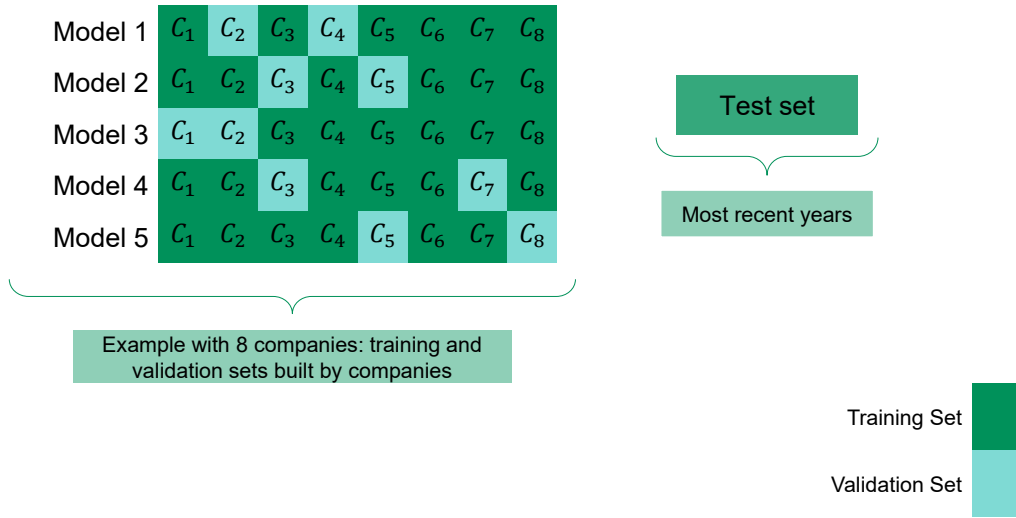 Model 1 C₁ C₂ C₃ C₄ C₅ C₆ C₇ C₈
Model 2 C₁ C₂ C₃ C₄ C₅ C₆ C₇ C₈
Model 3 C₁ C₂ C₃ C₄ C₅ C₆ C₇ C₈
Model 4 C₁ C₂ C₃ C₄ C₅ C₆ C₇ C₈
Model 5 C₁ C₂ C₃ C₄ C₅ C₆ C₇ C₈
Example with 8 companies: training and
validation sets built by companies
Test set
Most recent years
Training Set
Validation Set